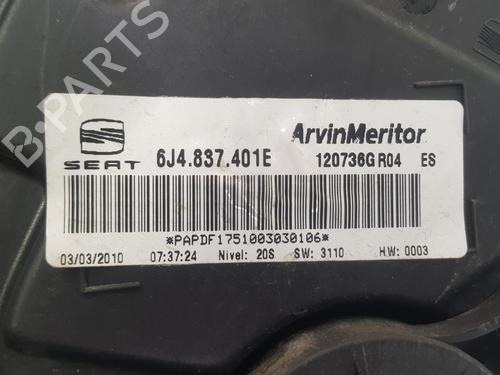 B-PARTS
SEAT
6J4.837.401E
ArvinMeritor
120736G R04 ES
*PAPDF1751003030106*
03/03/2010 07:37:24 Nivel: 20S SW: 3110 H.W: 0003